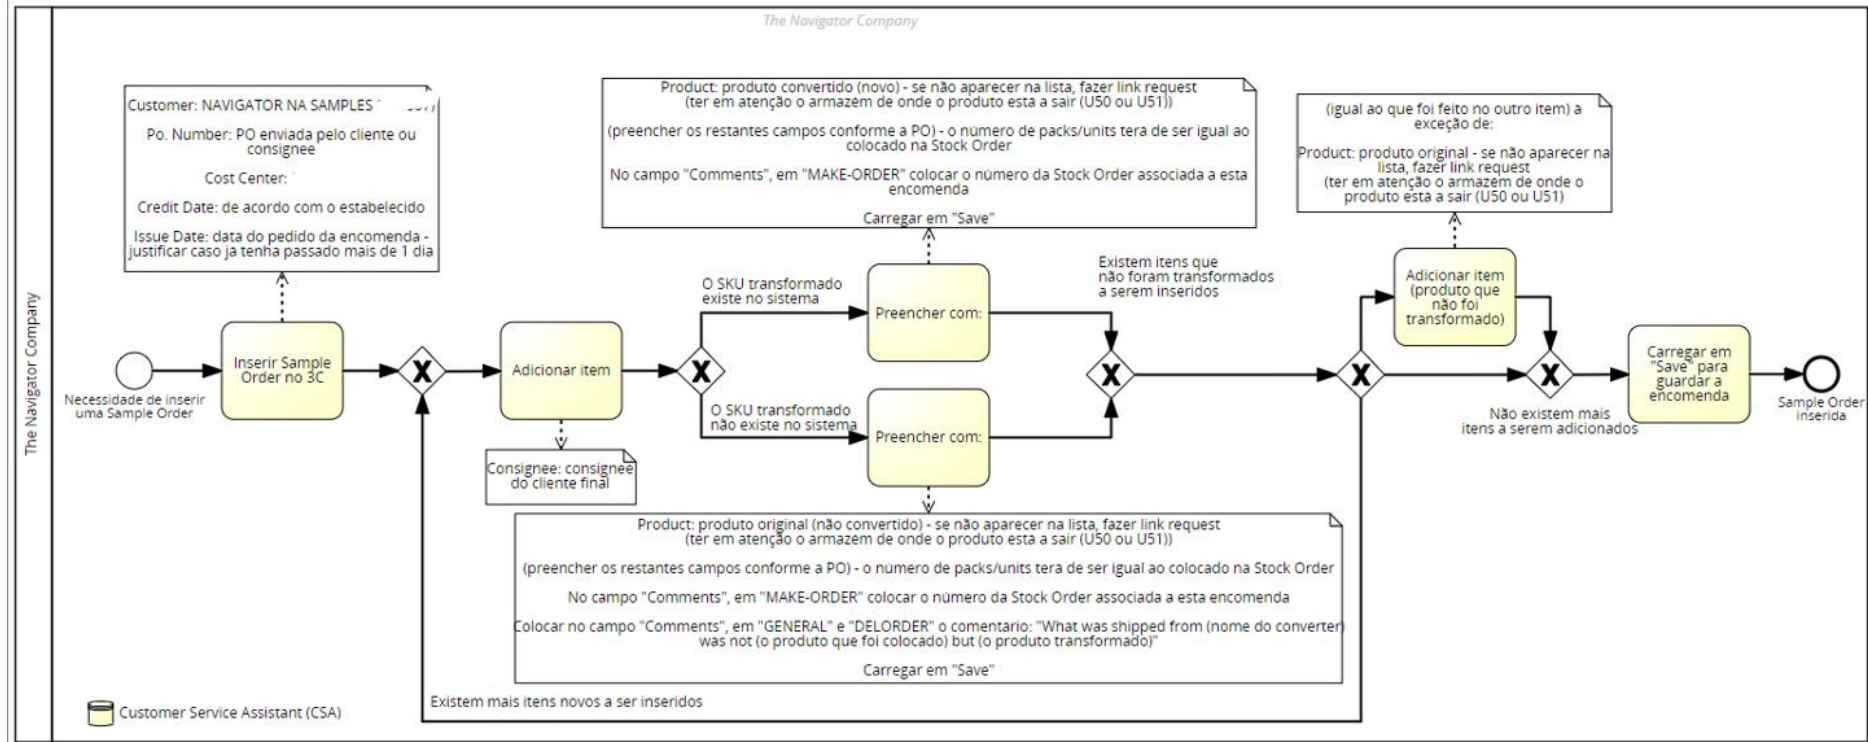 The Navigator Company
The Navigator Company
Customer: NAVIGATOR NA SAMPLES
Po. Number: PO enviada pelo cliente ou
consignee
Cost Center:
Credit Date: de acordo com o estabelecido
Issue Date: data do pedido da encomenda -
justificar caso já tenha passado mais de 1 dia
Product: produto convertido (novo) - se não aparecer na lista, fazer link request
(ter em atenção o armazém de onde o produto está a sair (U50 ou U51))
(preencher os restantes campos conforme a PO) - o número de packs/units terá de ser igual ao
colocado na Stock Order
No campo "Comments", em "MAKE-ORDER" colocar o número da Stock Order associada a esta
encomenda
Carregar em "Save"
(igual ao que foi feito no outro item) à
exceção de:
Product: produto original - se não aparecer na
lista, fazer link request
(ter em atenção o armazém de onde o
produto está a sair (U50 ou U51)
Necessidade de inserir
uma Sample Order
Inserir Sample
Order no 3C
X
Adicionar item
Consignee: consignee
do cliente final
X
O SKU transformado
existe no sistema
Preencher com:
O SKU transformado
não existe no sistema
Preencher com:
X
Existem itens que
não foram transformados
a serem inseridos
X
Adicionar item
(produto que
não foi
transformado)
X
Não existem mais
itens a serem adicionados
Carregar em
"Save" para
guardar a
encomenda
Sample Order
inserida
Product: produto original (não convertido) - se não aparecer na lista, fazer link request
(ter em atenção o armazém de onde o produto está a sair (U50 ou U51))
(preencher os restantes campos conforme a PO) - o número de packs/units terá de ser igual ao colocado na Stock Order
No campo "Comments", em "MAKE-ORDER" colocar o número da Stock Order associada a esta encomenda
Colocar no campo "Comments", em "GENERAL" e "DELORDER" o comentário: "What was shipped from (nome do converter)
was not (o produto que foi colocado) but (o produto transformado)"
Carregar em "Save"
Existem mais itens novos a ser inseridos
Customer Service Assistant (CSA)